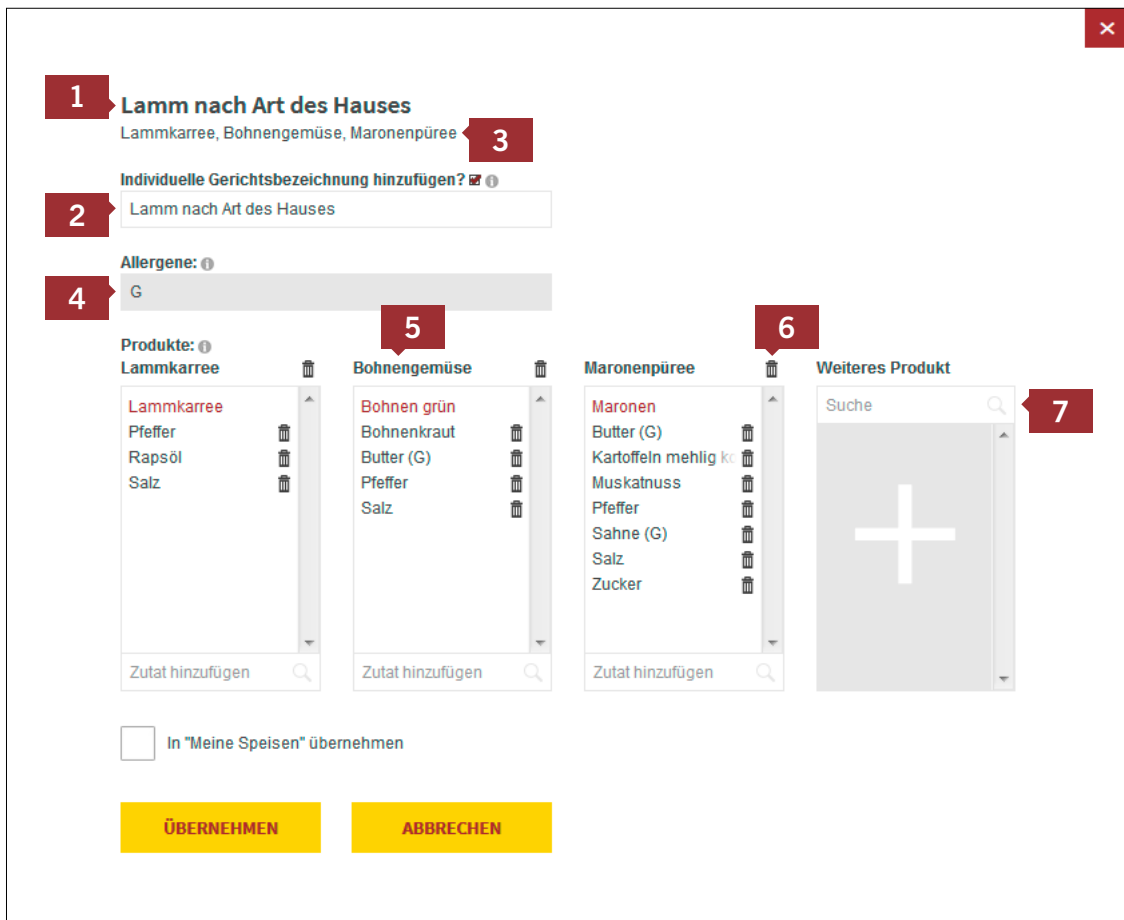 ×
1
Lamm nach Art des Hauses
Lammkarree, Bohnengemüse, Maronenpüree
3
Individuelle Gerichtsbezeichnung hinzufügen?
2
Lamm nach Art des Hauses
Allergene:
4
G
5
6
Produkte:
Lammkarree
Bohnengemüse
Maronenpüree
Weiteres Produkt
Lammkarree
Pfeffer
Rapsöl
Salz
Zutat hinzufügen
Bohnen grün
Bohnenkraut
Butter (G)
Pfeffer
Salz
Zutat hinzufügen
Maronen
Butter (G)
Kartoffeln mehlig ko
Muskatnuss
Pfeffer
Sahne (G)
Salz
Zucker
Zutat hinzufügen
Suche
7
In "Meine Speisen" übernehmen
ÜBERNEHMEN
ABBRECHEN